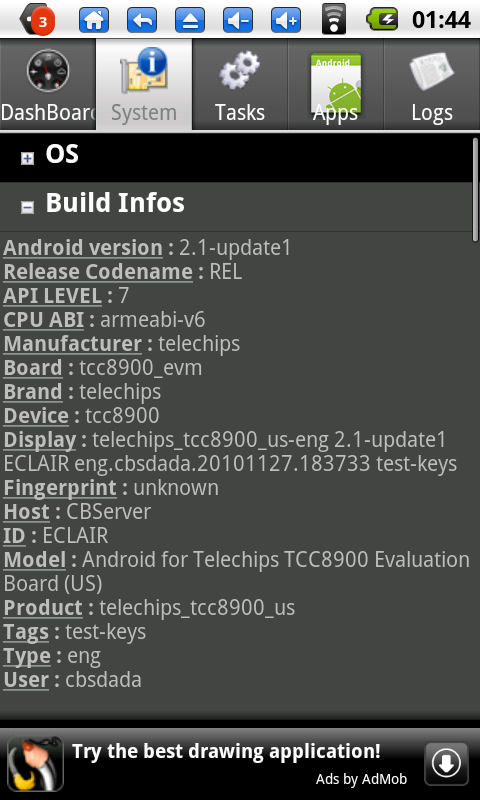 3
01:44
DashBoard
System
Tasks
Android
Apps
Logs
OS
Build Infos
Android version : 2.1-update1
Release Codename : REL
API LEVEL : 7
CPU ABI : armeabi-v6
Manufacturer : telechips
Board : tcc8900_evm
Brand : telechips
Device : tcc8900
Display : telechips_tcc8900_us-eng 2.1-update1
ECLAIR eng.cbsdada.20101127.183733 test-keys
Fingerprint : unknown
Host : CBServer
ID : ECLAIR
Model : Android for Telechips TCC8900 Evaluation
Board (US)
Product : telechips_tcc8900_us
Tags : test-keys
Type : eng
User : cbsdada
Try the best drawing application!
Ads by AdMob